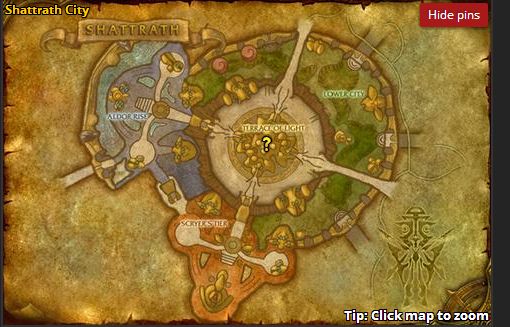 Shattrath City
Hide pins
SHATTRATH
LOWER CITY
ALDOR RISE
TERRACE OF LIGHT
SCRYER'S TIER
Tip: Click map to zoom